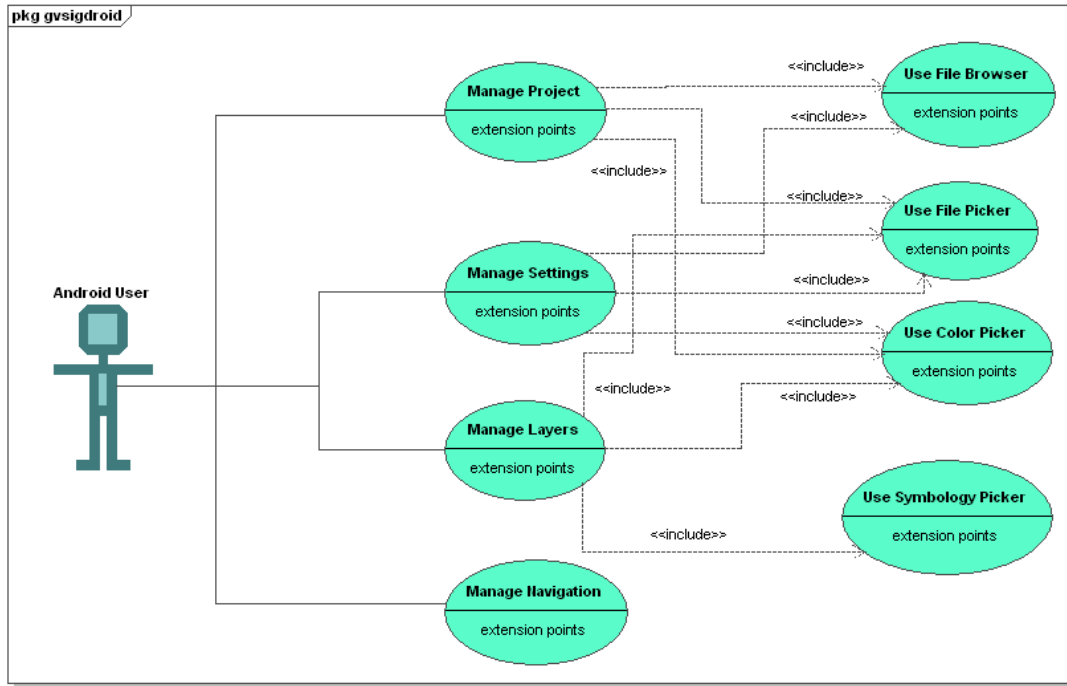 pkg gvsigdroid
<<include>>
Use File Browser
extension points
Manage Project
extension points
<<include>>
<<include>>
<<include>>
Use File Picker
extension points
Manage Settings
extension points
<<include>>
<<include>>
Use Color Picker
extension points
Android User
<<include>>
<<include>>
Manage Layers
extension points
Use Symbology Picker
extension points
<<include>>
Manage Navigation
extension points